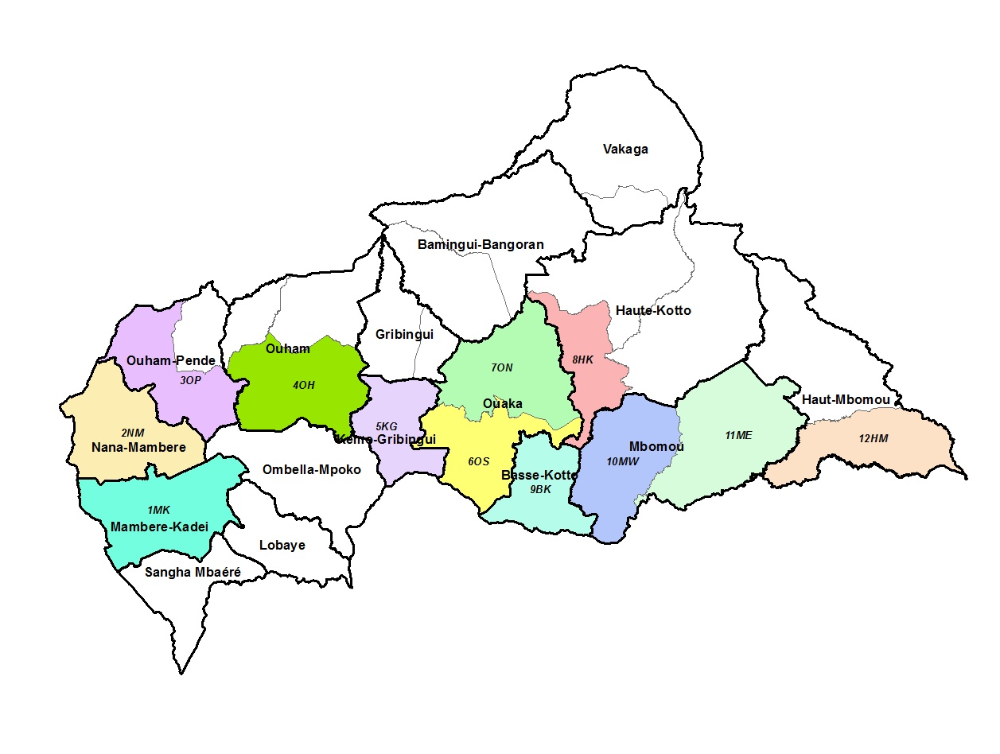 Vakaga
Bamingui-Bangoran
Haute-Kotto
Gribingui
Ouham
Ouham-Pende
3OP
8HK
7ON
4OH
Haut-Mbomou
Ouaka
5KG
Kemo-Gribingui
2NM
Nana-Mambere
11ME
12HM
Mbomou
10MW
6OS
Ombella-Mpoko
Basse-Kotto
9BK
1MK
Mambere-Kadei
Lobaye
Sangha Mbaéré